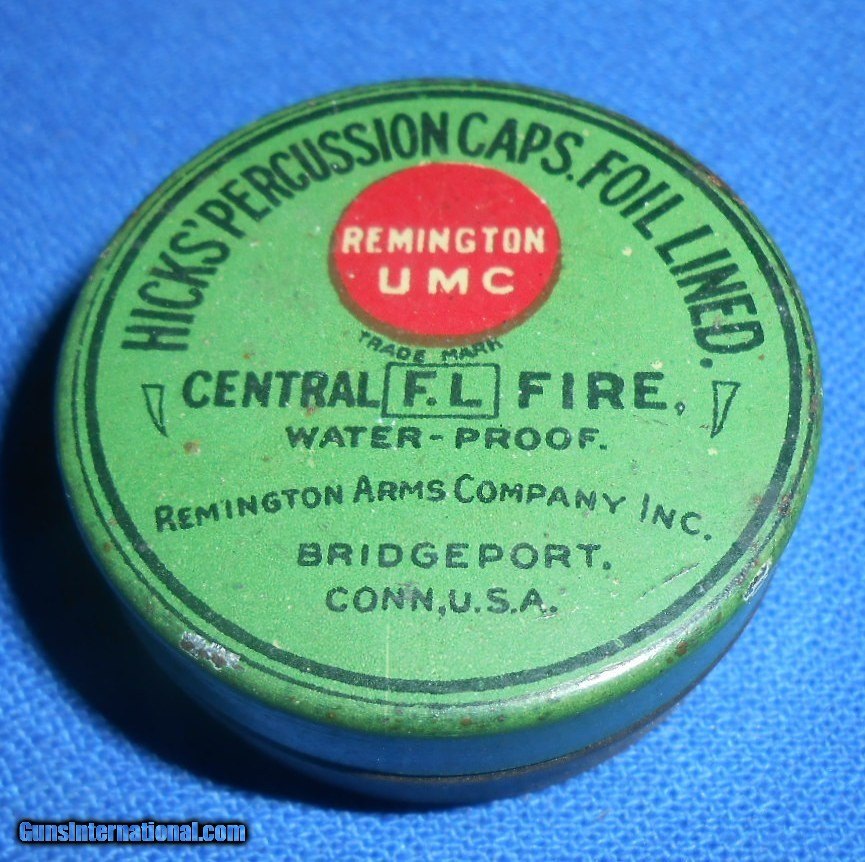 HICKS' PERCUSSION CAPS. FOIL LINED.
REMINGTON
UMC
TRADE MARK
CENTRAL F.L FIRE.
WATER-PROOF.
REMINGTON ARMS COMPANY INC.
BRIDGEPORT.
CONN, U.S.A.
GunsInternational.com